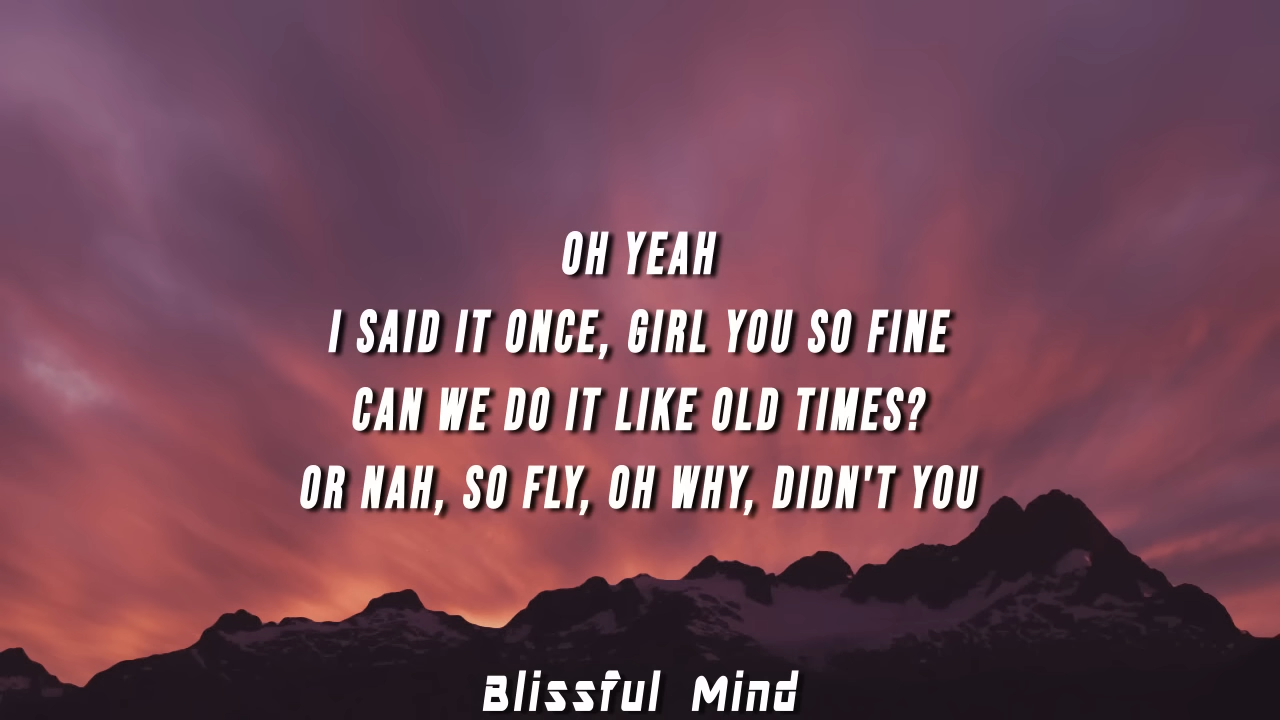 OH YEAH
I SAID IT ONCE, GIRL YOU SO FINE
CAN WE DO IT LIKE OLD TIMES?
OR NAH, SO FLY, OH WHY, DIDN'T YOU
Blissful Mind